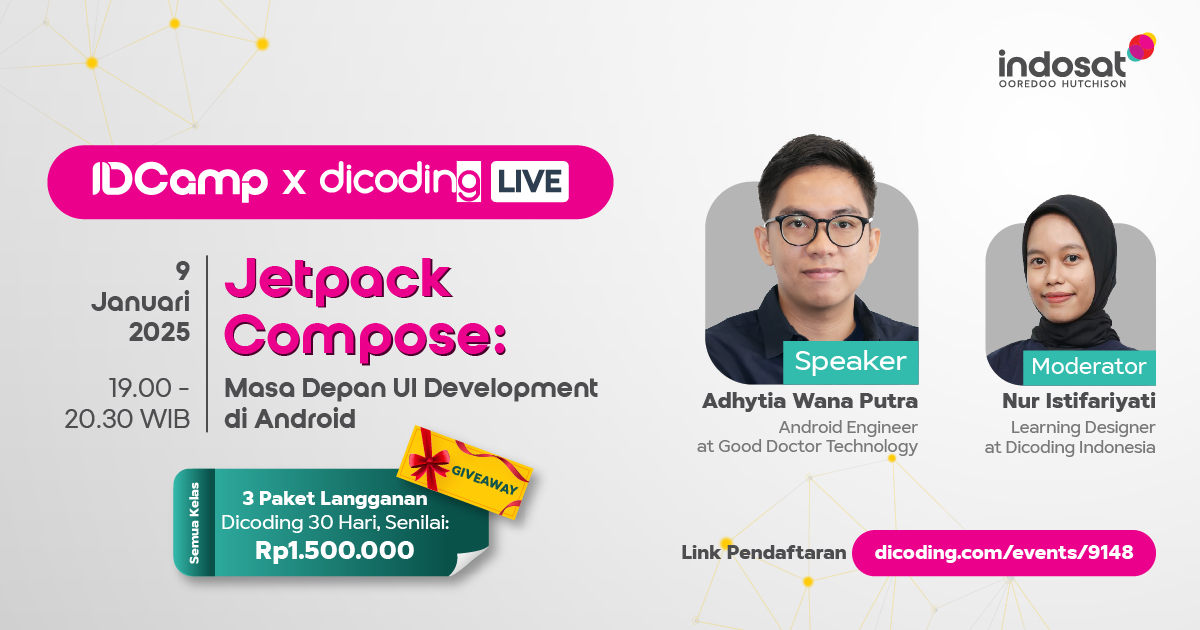 indosat
OOREDOO HUTCHISON
IDCamp x dicoding LIVE
9
Januari
2025
19.00 -
20.30 WIB
Jetpack
Compose:
Masa Depan UI Development
di Android
GIVEAWAY
Semua Kelas
3 Paket Langganan
Dicoding 30 Hari, Senilai:
Rp1.500.000
Speaker
Adhytia Wana Putra
Android Engineer
at Good Doctor Technology
Moderator
Nur Istifariyati
Learning Designer
at Dicoding Indonesia
Link Pendaftaran dicoding.com/events/9148